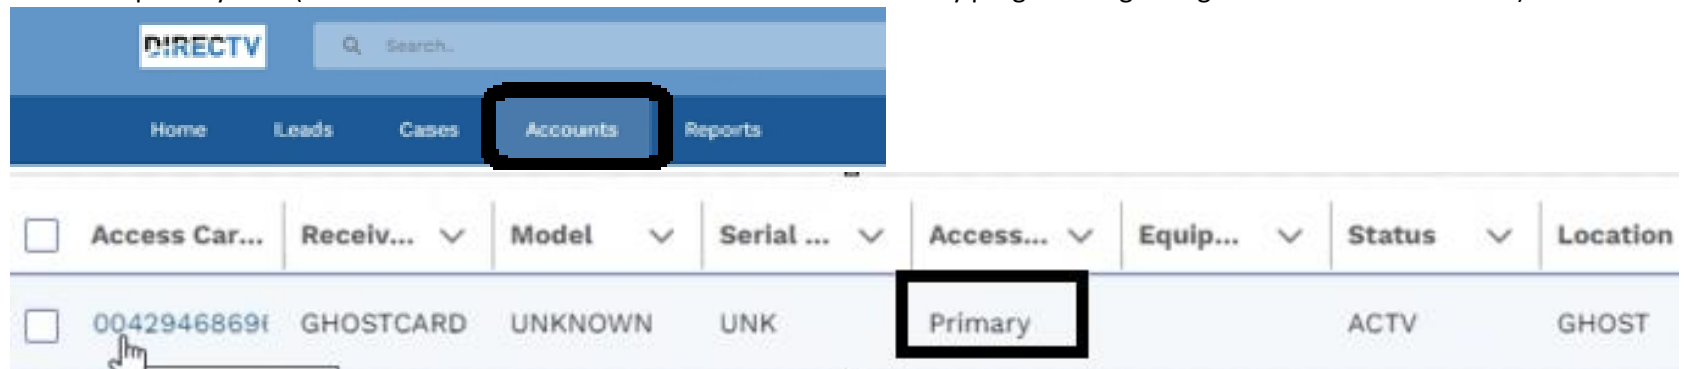 DIRECTV Search...
Home Leads Cases Accounts Reports
Access Car... Receiv... Model Serial ... Access... Equip... Status Location
00429468696 GHOSTCARD UNKNOWN UNK Primary ACTV GHOST